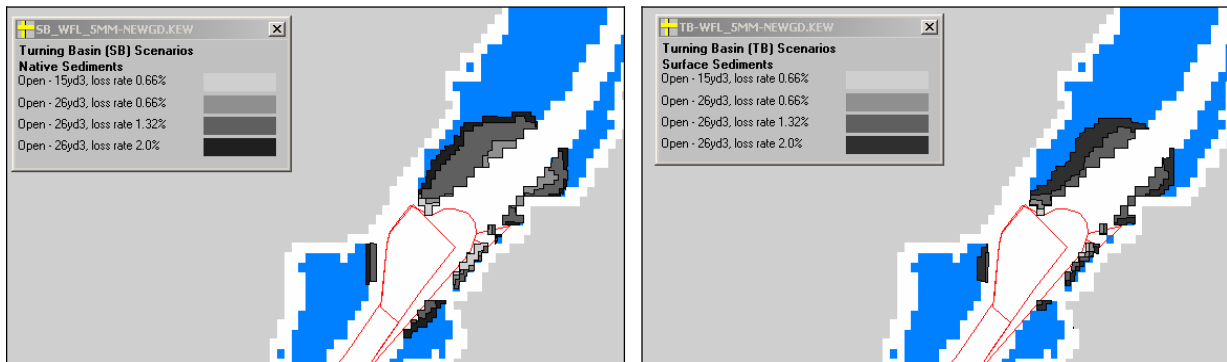 SB_WFL_5MM-NEWGD.KEW
Turning Basin (SB) Scenarios
Native Sediments
Open - 15yd3, loss rate 0.66%
Open - 26yd3, loss rate 0.66%
Open - 26yd3, loss rate 1.32%
Open - 26yd3, loss rate 2.0%
TB-WFL_5MM-NEWGD.KEW
Turning Basin (TB) Scenarios
Surface Sediments
Open - 15yd3, loss rate 0.66%
Open - 26yd3, loss rate 0.66%
Open - 26yd3, loss rate 1.32%
Open - 26yd3, loss rate 2.0%